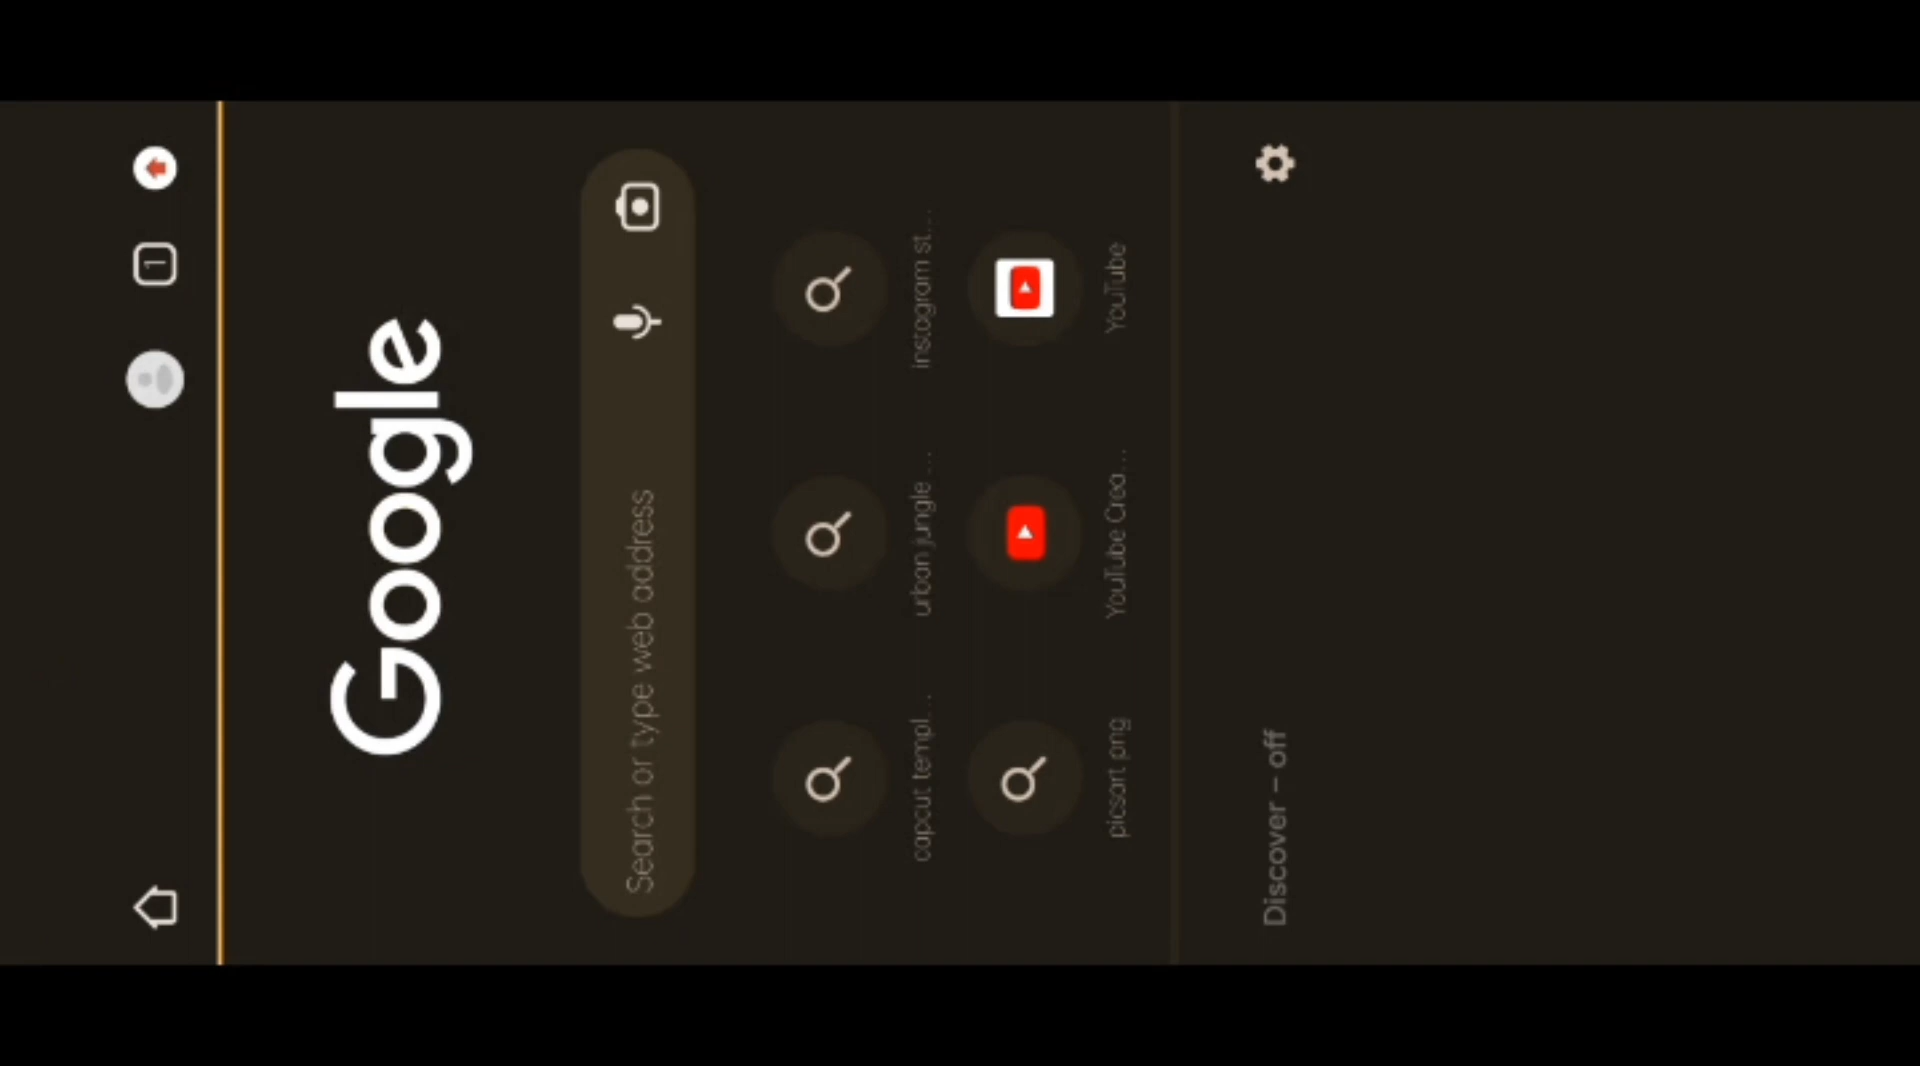 1
Google
Search or type web address
capcut templ...
urban jungle ...
instagram st...
picsart png
YouTube Crea...
YouTube
Discover – off